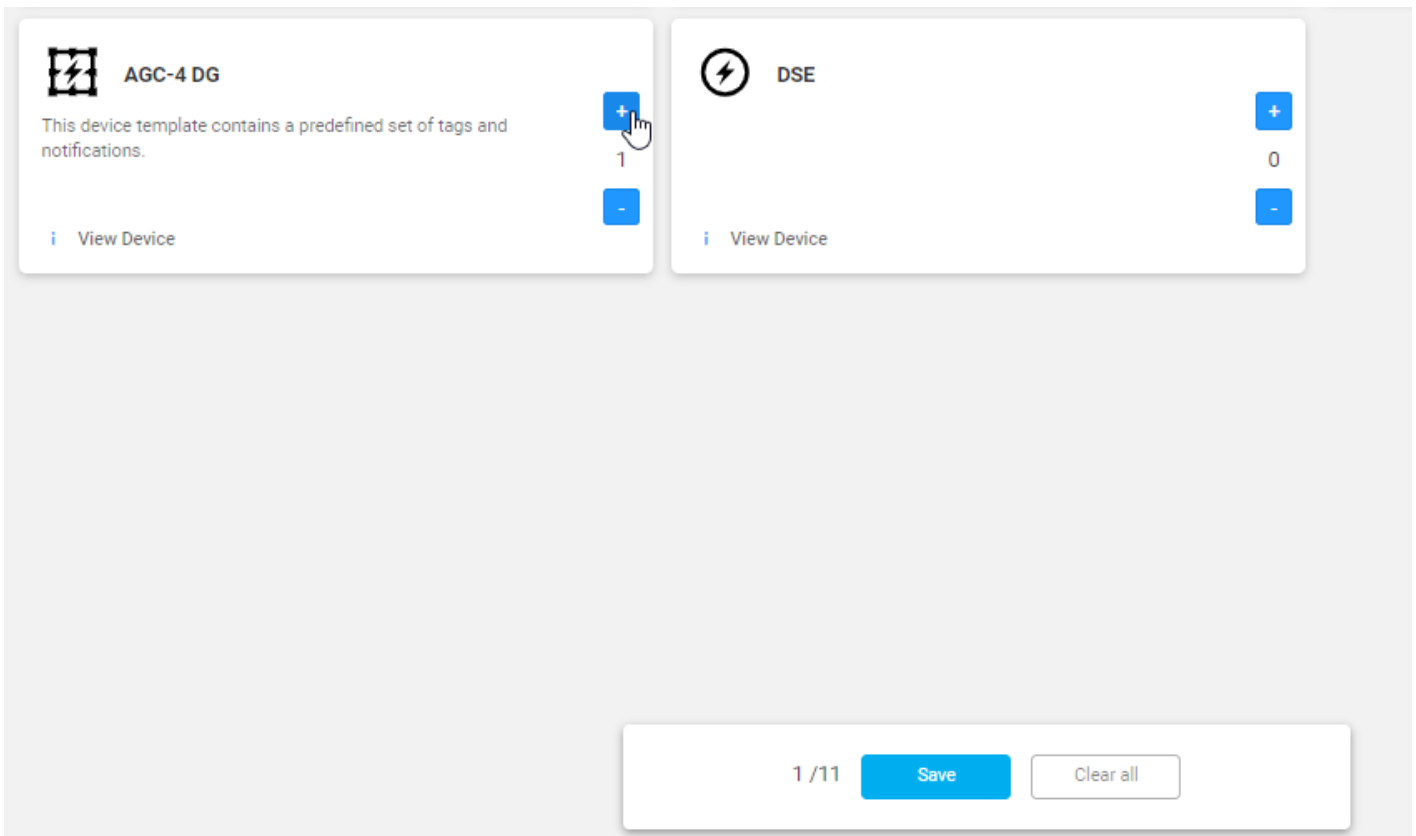 AGC-4 DG
This device template contains a predefined set of tags and
notifications.
+
1
-
i View Device
DSE
+
0
-
i View Device
1 /11 Save Clear all